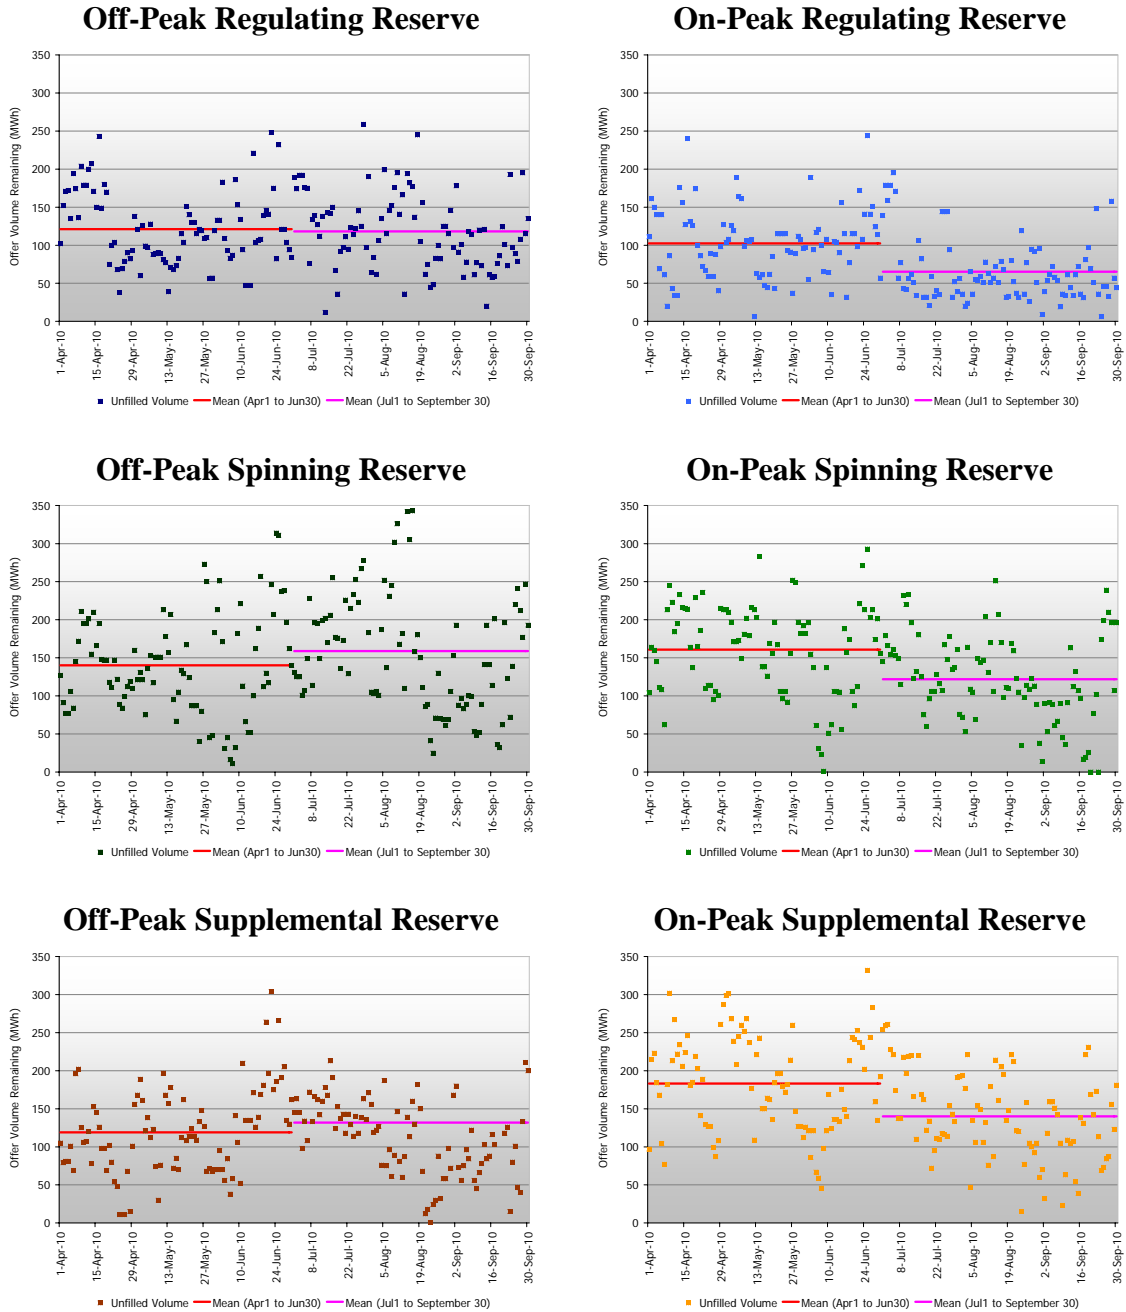 Off-Peak Regulating Reserve
350
300
250
200
150
100
50
0
Offer Volume Remaining (MWh)
1-Apr-10
15-Apr-10
29-Apr-10
13-May-10
27-May-10
10-Jun-10
24-Jun-10
8-Jul-10
22-Jul-10
5-Aug-10
19-Aug-10
2-Sep-10
16-Sep-10
30-Sep-10
Unfilled Volume Mean (Apr1 to Jun30) Mean (Jul1 to September 30)
On-Peak Regulating Reserve
350
300
250
200
150
100
50
0
Offer Volume Remaining (MWh)
1-Apr-10
15-Apr-10
29-Apr-10
13-May-10
27-May-10
10-Jun-10
24-Jun-10
8-Jul-10
22-Jul-10
5-Aug-10
19-Aug-10
2-Sep-10
16-Sep-10
30-Sep-10
Unfilled Volume Mean (Apr1 to Jun30) Mean (Jul1 to September 30)
Off-Peak Spinning Reserve
350
300
250
200
150
100
50
0
Offer Volume Remaining (MWh)
1-Apr-10
15-Apr-10
29-Apr-10
13-May-10
27-May-10
10-Jun-10
24-Jun-10
8-Jul-10
22-Jul-10
5-Aug-10
19-Aug-10
2-Sep-10
16-Sep-10
30-Sep-10
Unfilled Volume Mean (Apr1 to Jun30) Mean (Jul1 to September 30)
On-Peak Spinning Reserve
350
300
250
200
150
100
50
0
Offer Volume Remaining (MWh)
1-Apr-10
15-Apr-10
29-Apr-10
13-May-10
27-May-10
10-Jun-10
24-Jun-10
8-Jul-10
22-Jul-10
5-Aug-10
19-Aug-10
2-Sep-10
16-Sep-10
30-Sep-10
Unfilled Volume Mean (Apr1 to Jun30) Mean (Jul1 to September 30)
Off-Peak Supplemental Reserve
350
300
250
200
150
100
50
0
Offer Volume Remaining (MWh)
1-Apr-10
15-Apr-10
29-Apr-10
13-May-10
27-May-10
10-Jun-10
24-Jun-10
8-Jul-10
22-Jul-10
5-Aug-10
19-Aug-10
2-Sep-10
16-Sep-10
30-Sep-10
Unfilled Volume Mean (Apr1 to Jun30) Mean (Jul1 to September 30)
On-Peak Supplemental Reserve
350
300
250
200
150
100
50
0
Offer Volume Remaining (MWh)
1-Apr-10
15-Apr-10
29-Apr-10
13-May-10
27-May-10
10-Jun-10
24-Jun-10
8-Jul-10
22-Jul-10
5-Aug-10
19-Aug-10
2-Sep-10
16-Sep-10
30-Sep-10
Unfilled Volume Mean (Apr1 to Jun30) Mean (Jul1 to September 30)